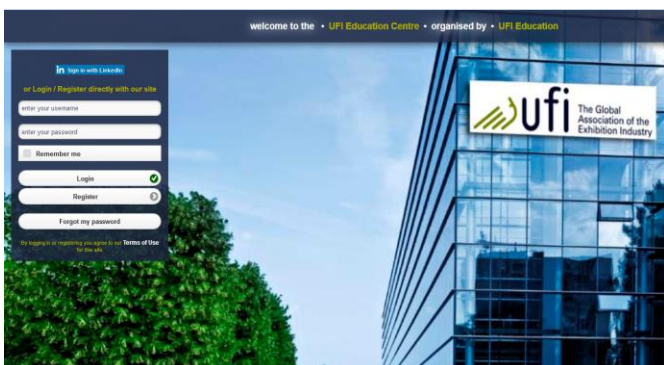 welcome to the • UFI Education Centre • organised by • UFI Education
in Sign in with LinkedIn
or Login / Register directly with our site
enter your username
enter your password
Remember me
Login
Register
Forgot my password
By logging in or registering you agree to our Terms of Use
for this site
ufi
The Global
Association of the
Exhibition Industry